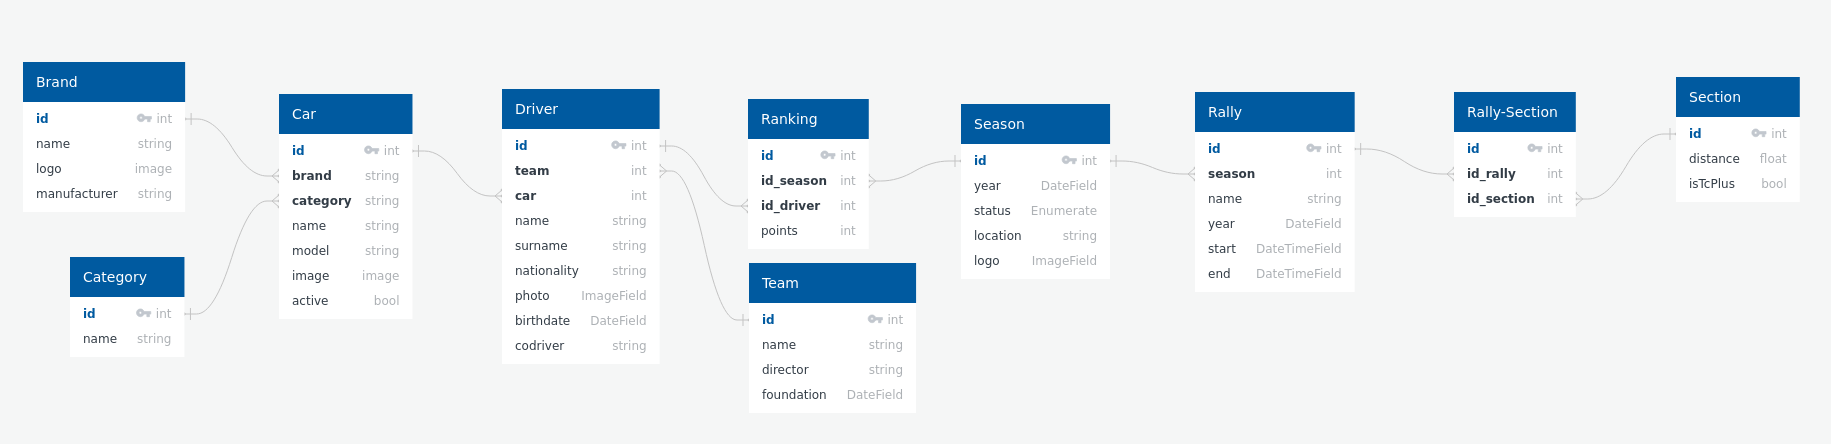 Brand
id int
name string
logo image
manufacturer string
Category
id int
name string
Car
id int
brand string
category string
name string
model string
image image
active bool
Driver
id int
team int
car int
name string
surname string
nationality string
photo ImageField
birthdate DateField
codriver string
Ranking
id int
id_season int
id_driver int
points int
Team
id int
name string
director string
foundation DateField
Season
id int
year DateField
status Enumerate
location string
logo ImageField
Rally
id int
season int
name string
year DateField
start DateTimeField
end DateTimeField
Rally-Section
id int
id_rally int
id_section int
Section
id int
distance float
isTcPlus bool